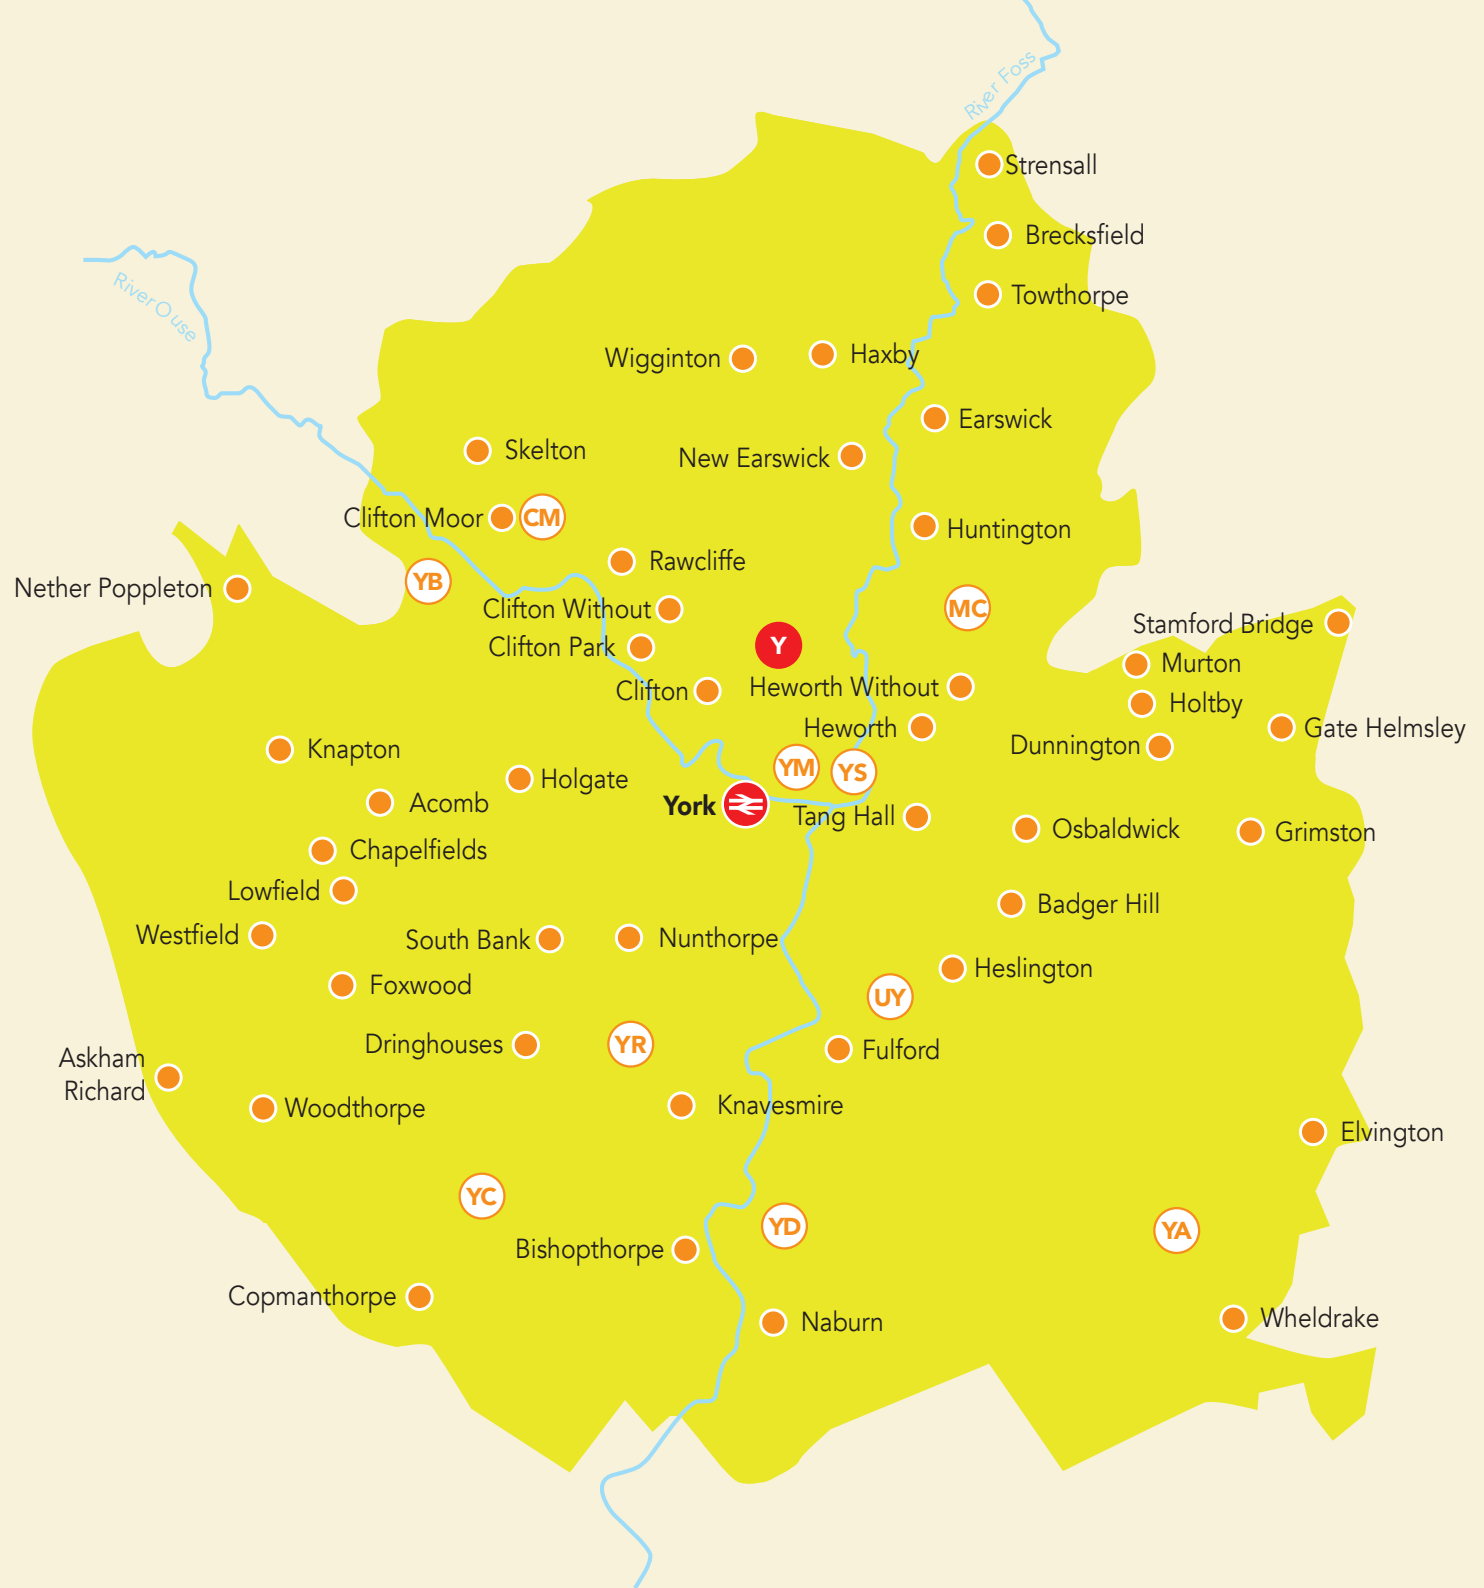 River Foss
Strensall
Brecksfield
River Ouse
Towthorpe
Wigginton
Haxby
Earswick
Skelton
New Earswick
Clifton Moor
CM
Huntington
Rawcliffe
Nether Poppleton
YB
Clifton Without
MC
Stamford Bridge
Clifton Park
Y
Murton
Clifton
Heworth Without
Holtby
Heworth
Gate Helmsley
Knapton
Dunnington
Holgate
YM
YS
Acomb
York
Tang Hall
Osbaldwick
Grimston
Chapelfields
Lowfield
Badger Hill
Westfield
South Bank
Nunthorpe
Heslington
Foxwood
UY
Dringhouses
YR
Fulford
Askham
Richard
Woodthorpe
Knavesmire
Elvington
YC
YD
YA
Bishopthorpe
Copmanthorpe
Naburn
Wheldrake